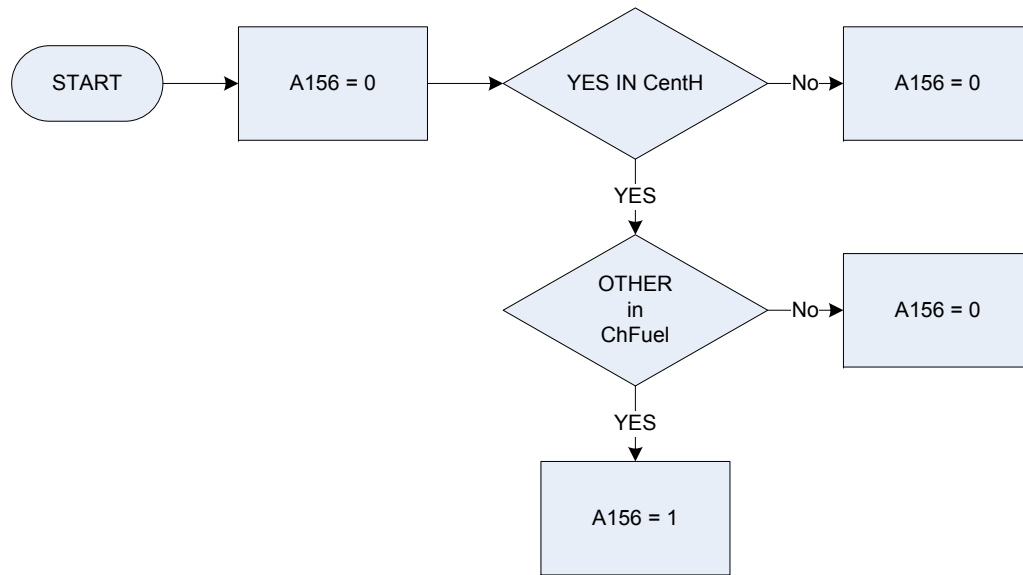 START
A156 = 0
YES IN CentH
No
A156 = 0
YES
OTHER
in
ChFuel
No
A156 = 0
YES
A156 = 1